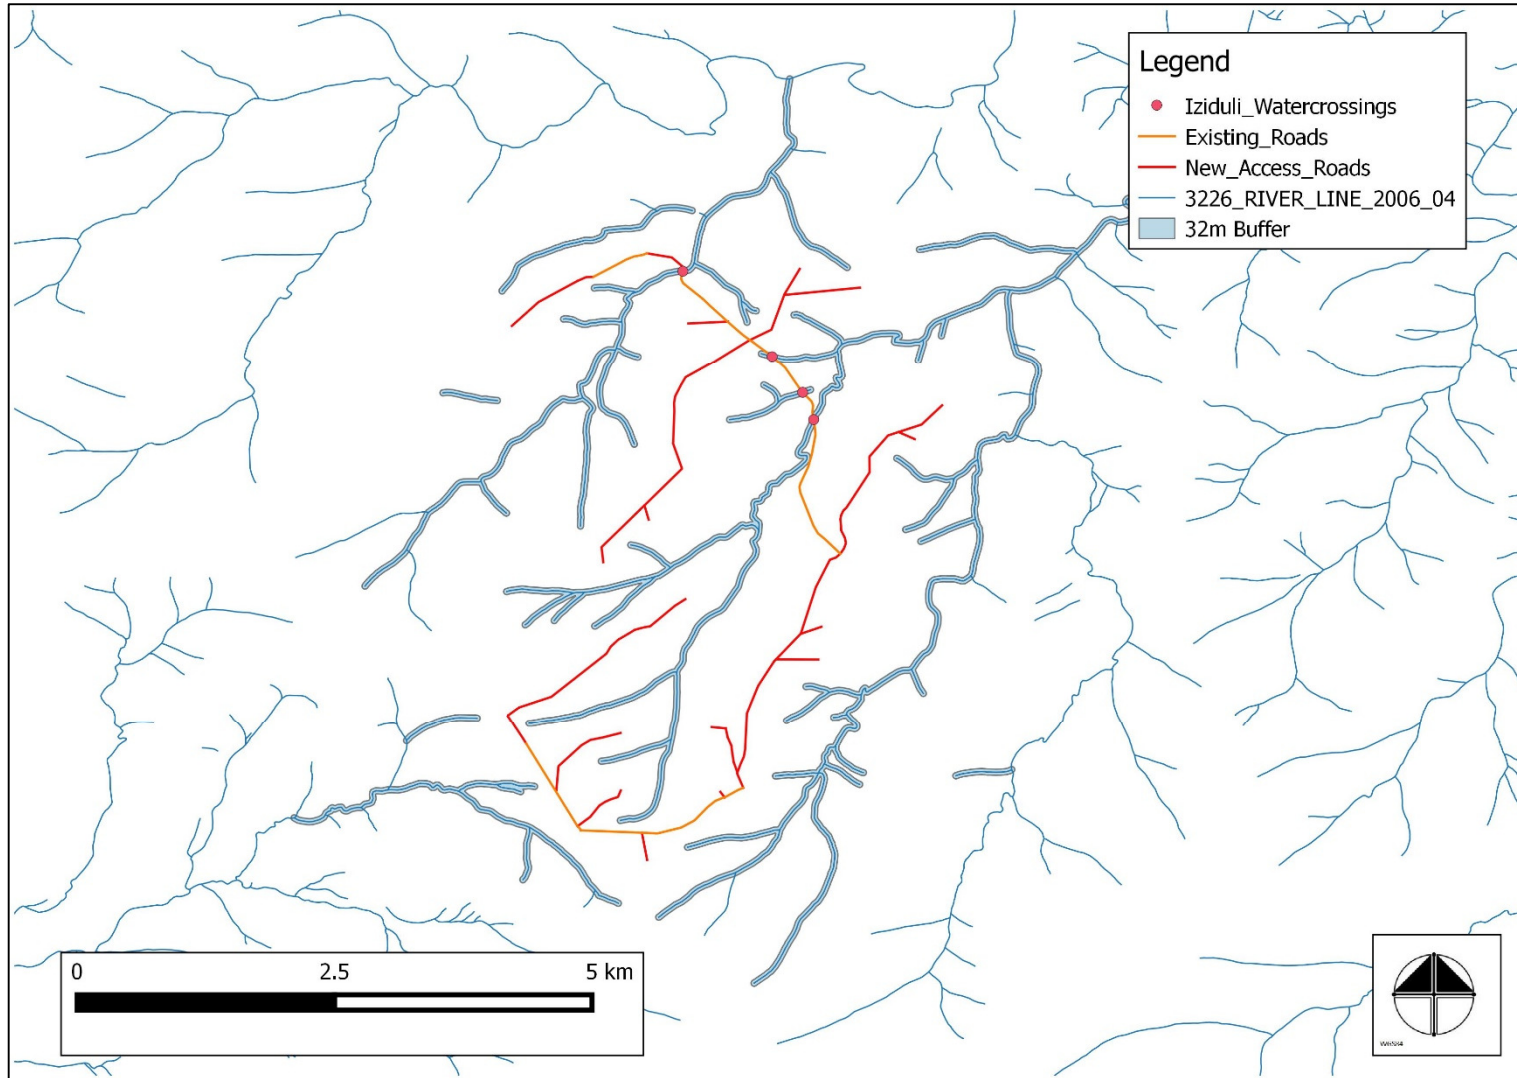 Legend
Iziduli_Watercrossings
Existing_Roads
New_Access_Roads
3226_RIVER_LINE_2006_04
32m Buffer
0 2.5 5 km